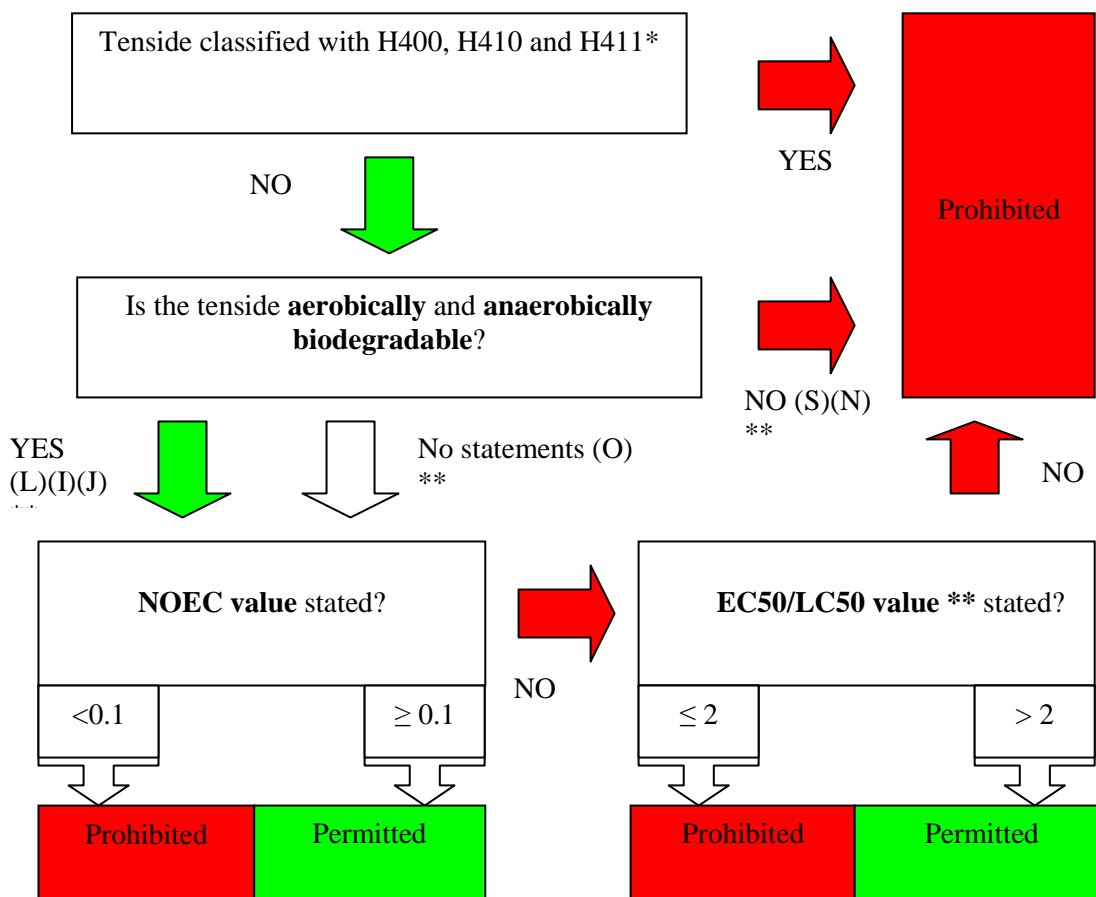 Tenside classified with H400, H410 and H411*
YES
NO
Prohibited
Is the tenside aerobically and anaerobically
biodegradable?
NO (S)(N)
**
YES
(L)(I)(J)
**
No statements (O)
**
NO
NOEC value stated?
NO
EC50/LC50 value ** stated?
<0.1
≥ 0.1
≤ 2
> 2
Prohibited
Permitted
Prohibited
Permitted